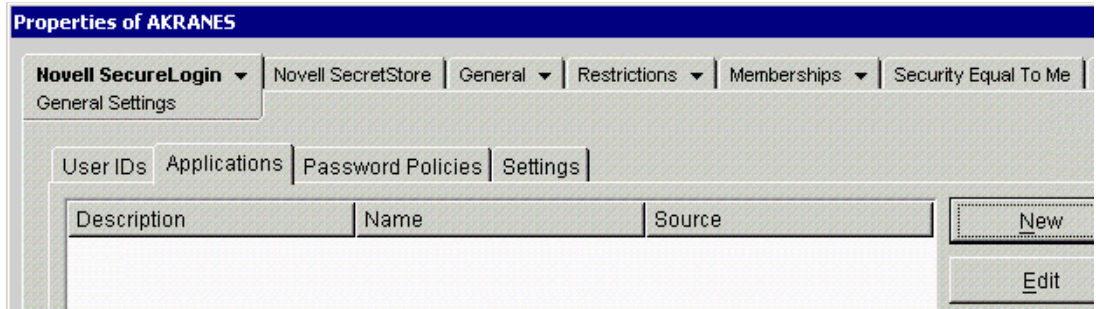 Properties of AKRANES
Novell SecureLogin Novell SecretStore General Restrictions Memberships Security Equal To Me
General Settings
User IDs Applications Password Policies Settings
Description Name Source New
Edit